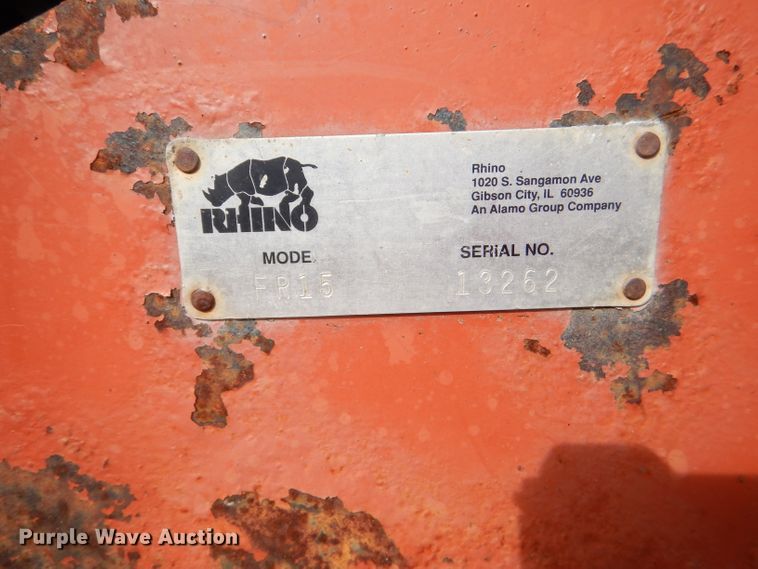 RHINO
Rhino
1020 S. Sangamon Ave
Gibson City, IL 60936
An Alamo Group Company
MODE
SERIAL NO.
FR15
13262
Purple Wave Auction